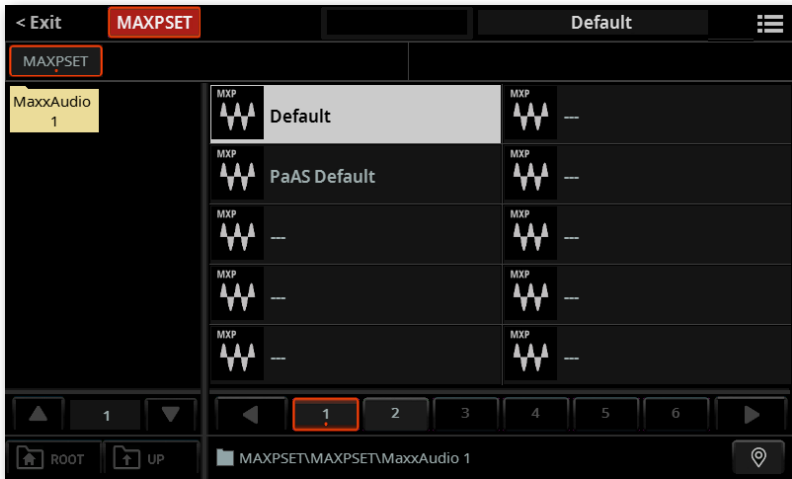 < Exit MAXPSET Default
MAXPSET
MaxxAudio
1
MXP Default
MXP ---
MXP PaAS Default
MXP ---
MXP ---
MXP ---
MXP ---
MXP ---
MXP ---
MXP ---
1
1 2 3 4 5 6
ROOT UP
MAXPSET\MAXPSET\MaxxAudio 1